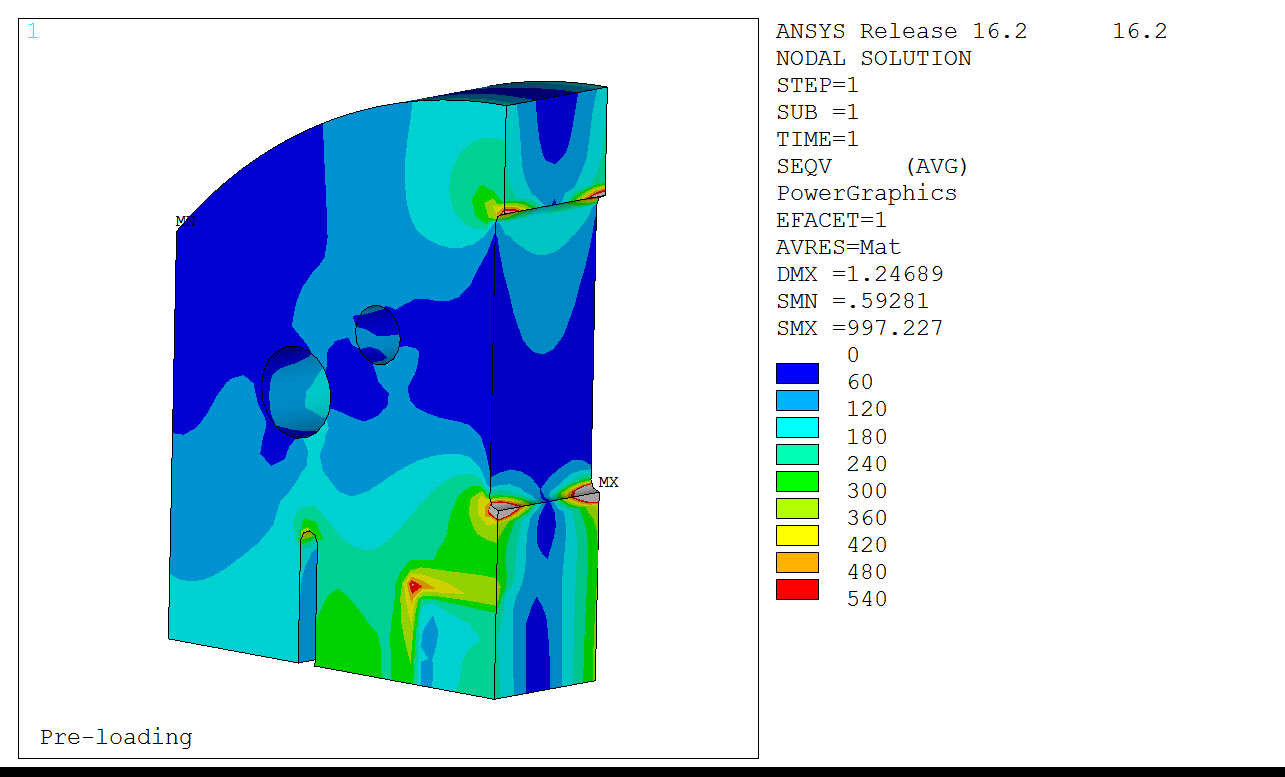 1
ANSYS Release 16.2 16.2
NODAL SOLUTION
STEP=1
SUB =1
TIME=1
SEQV (AVG)
PowerGraphics
EFACET=1
AVRES=Mat
DMX =1.24689
SMN =.59281
SMX =997.227
0
60
120
180
240
300
360
420
480
540
MN
MX
Pre-loading